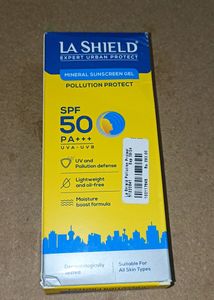 LA SHIELD®
EXPERT URBAN PROTECT
MINERAL SUNSCREEN GEL
POLLUTION PROTECT
SPF
50
PA+++
UVA - UVB
UV and
Pollution defense
Lightweight
and oil-free
Moisture
boost formula
Dermatologically
tested
Suitable For
All Skin Types